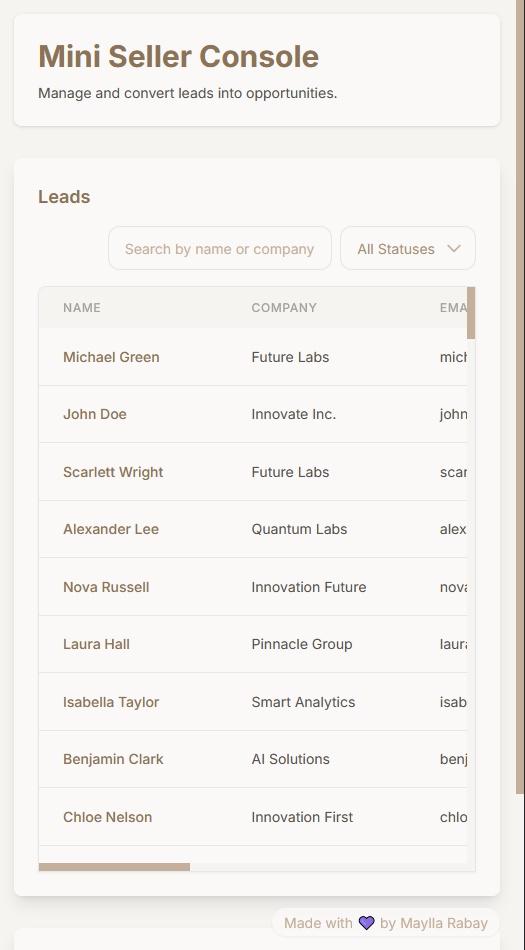 Mini Seller Console
Manage and convert leads into opportunities.
Leads
Search by name or company All Statuses
NAME COMPANY EMA
Michael Green Future Labs mich
John Doe Innovate Inc. john
Scarlett Wright Future Labs scar
Alexander Lee Quantum Labs alex
Nova Russell Innovation Future nova
Laura Hall Pinnacle Group laura
Isabella Taylor Smart Analytics isab
Benjamin Clark AI Solutions benj
Chloe Nelson Innovation First chlo
Made with 💜 by Maylla Rabay